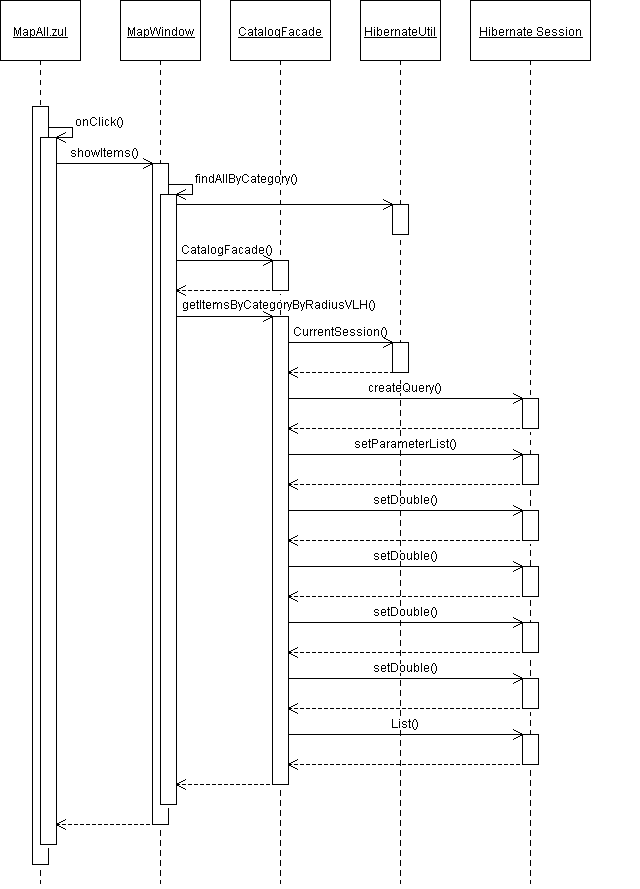 MapAll.zul
MapWindow
CatalogFacade
HibernateUtil
Hibernate Session
onClick()
showItems()
findAllByCategory()
CatalogFacade()
getItemsByCategoryByRadiusVLH()
CurrentSession()
createQuery()
setParameterList()
setDouble()
setDouble()
setDouble()
setDouble()
List()